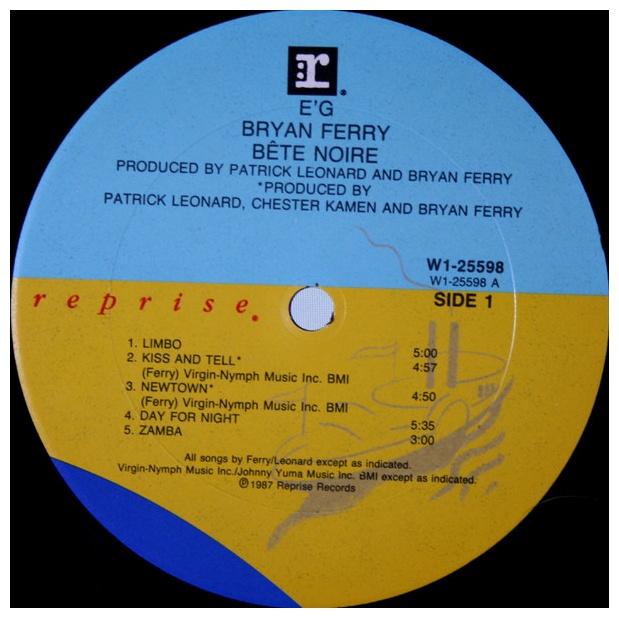 r
E'G
BRYAN FERRY
BÊTE NOIRE
PRODUCED BY PATRICK LEONARD AND BRYAN FERRY
*PRODUCED BY
PATRICK LEONARD, CHESTER KAMEN AND BRYAN FERRY
W1-25598
W1-25598 A
reprise. SIDE 1
1. LIMBO 5:00
2. KISS AND TELL* 4:57
(Ferry) Virgin-Nymph Music Inc. BMI
3. NEWTOWN* 4:50
(Ferry) Virgin-Nymph Music Inc. BMI
4. DAY FOR NIGHT 5:35
5. ZAMBA 3:00
All songs by Ferry/Leonard except as indicated.
Virgin-Nymph Music Inc./Johnny Yuma Music Inc. BMI except as indicated.
℗1987 Reprise Records